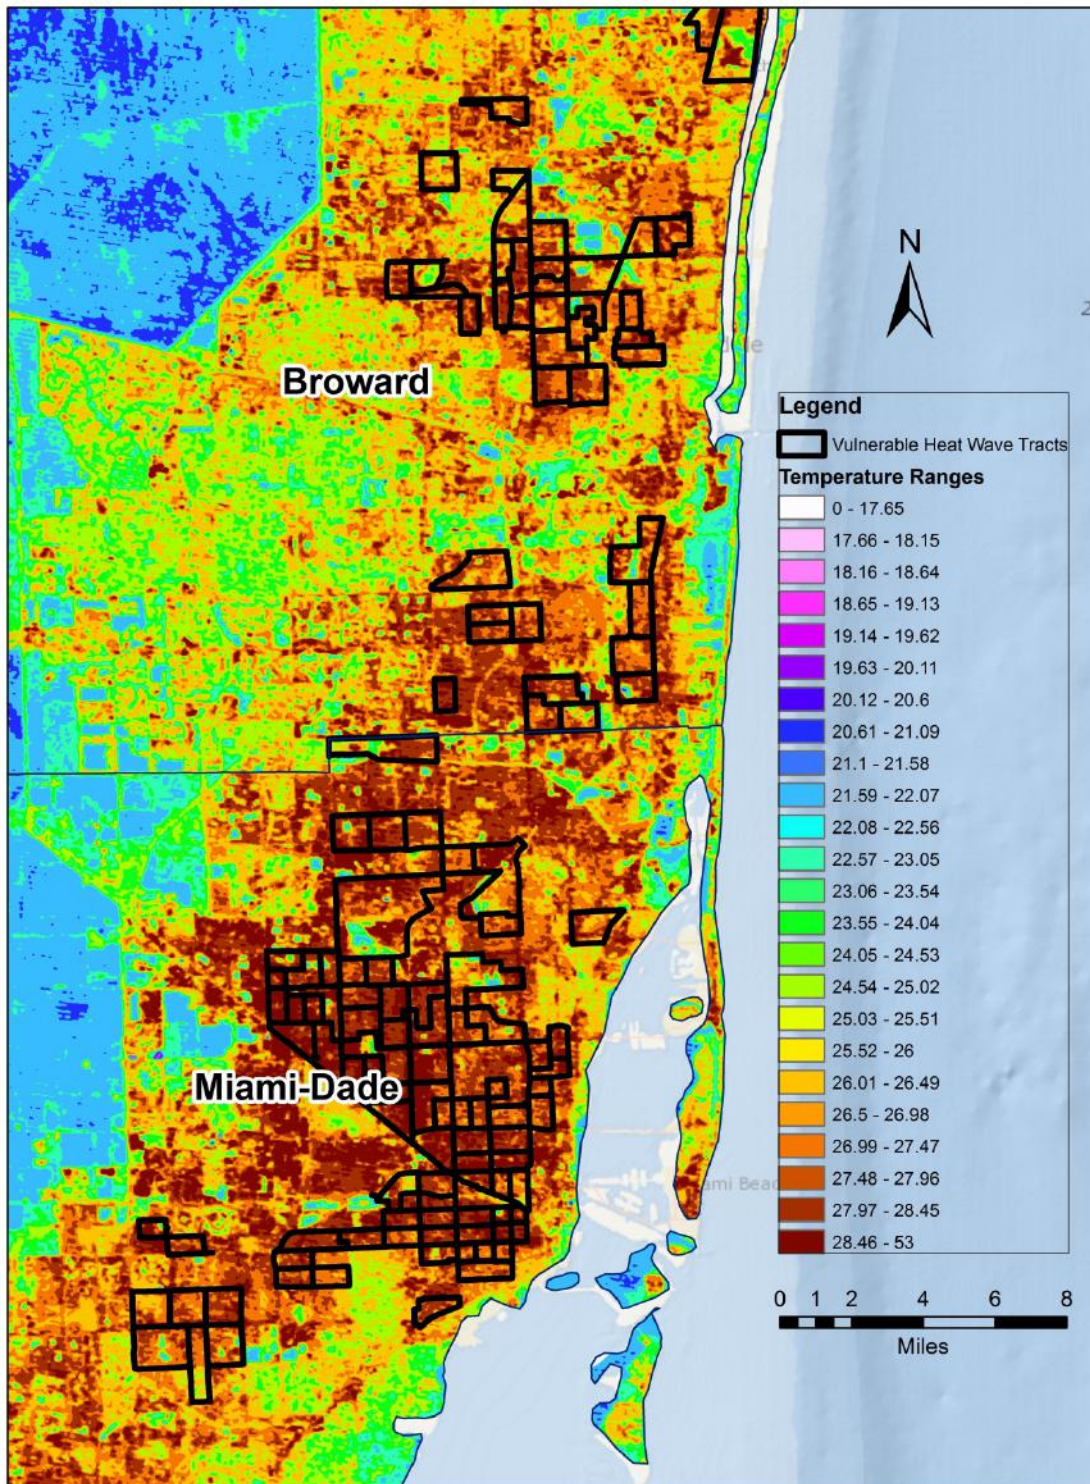 N
Broward
Legend
Vulnerable Heat Wave Tracts
Temperature Ranges
0 - 17.65
17.66 - 18.15
18.16 - 18.64
18.65 - 19.13
19.14 - 19.62
19.63 - 20.11
20.12 - 20.6
20.61 - 21.09
21.1 - 21.58
21.59 - 22.07
22.08 - 22.56
22.57 - 23.05
23.06 - 23.54
23.55 - 24.04
24.05 - 24.53
24.54 - 25.02
25.03 - 25.51
25.52 - 26
26.01 - 26.49
26.5 - 26.98
26.99 - 27.47
27.48 - 27.96
27.97 - 28.45
28.46 - 53
Miami-Dade
ami Beac
0 1 2 4 6 8
Miles